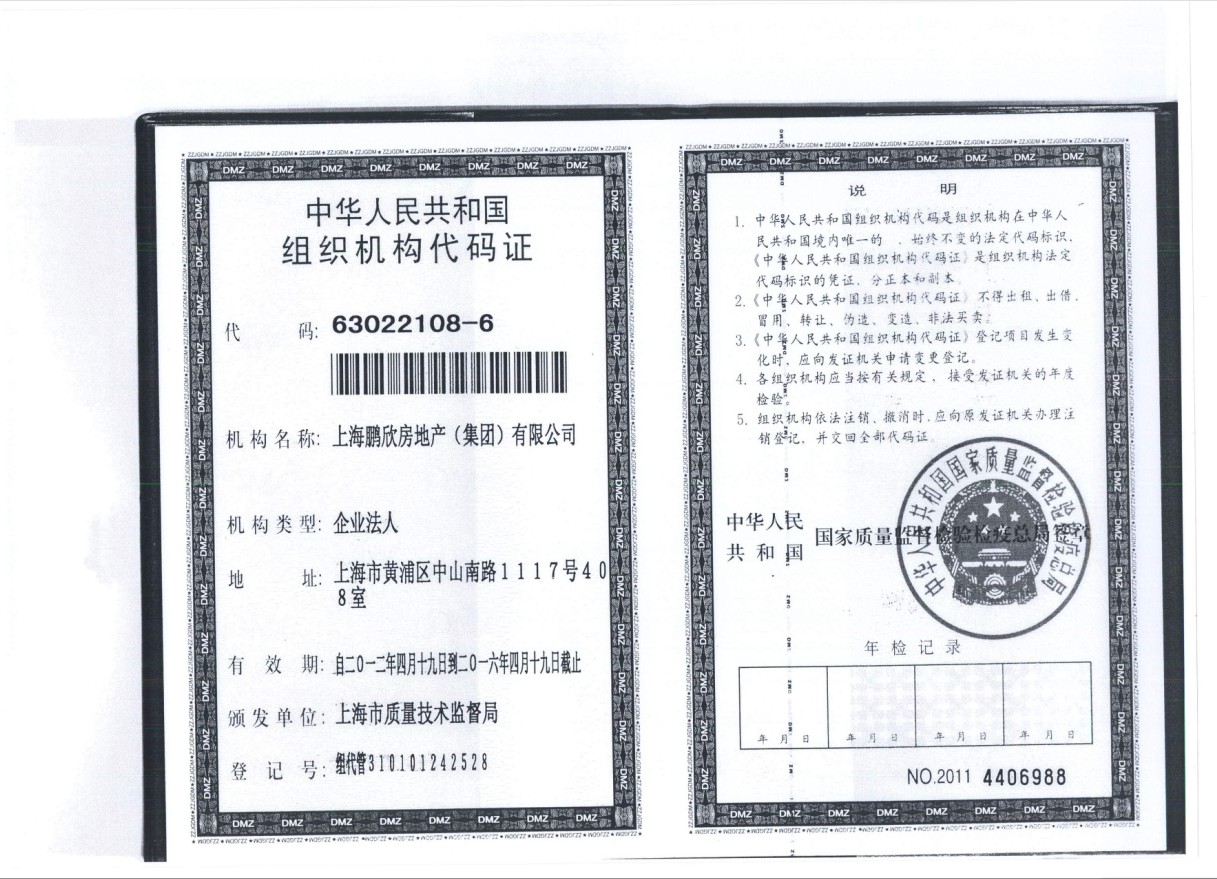 中华人民共和国
组织机构代码证
代 码: 63022108-6
机构名称: 上海鹏欣房地产（集团）有限公司
机构类型: 企业法人
地 址: 上海市黄浦区中山南路1117号40
8室
有 效 期: 自二0一二年四月十九日到二0一六年四月十九日截止
颁发单位: 上海市质量技术监督局
登 记 号: 组代管310101242528
说 明
1. 中华人民共和国组织机构代码是组织机构在中华人
民共和国境内唯一的 、始终不变的法定代码标识，
《中华人民共和国组织机构代码证》是组织机构法定
代码标识的凭证，分正本和副本。
2.《中华人民共和国组织机构代码证》不得出租、出借，
冒用、转让、伪造、变造、非法买卖。
3.《中华人民共和国组织机构代码证》登记项目发生变
化时，应向发证机关申请变更登记。
4. 各组织机构应当按有关规定，接受发证机关的年度
检验。
5. 组织机构依法注销、撤消时，应向原发证机关办理注
销登记，并交回全部代码证。
中华人民
共和国 国家质量监督检验检疫总局签章
中华人民共和国国家质量监督检验检疫总局
年检记录
年 月 日 年 月 日 年 月 日 年 月 日
NO.2011 4406988